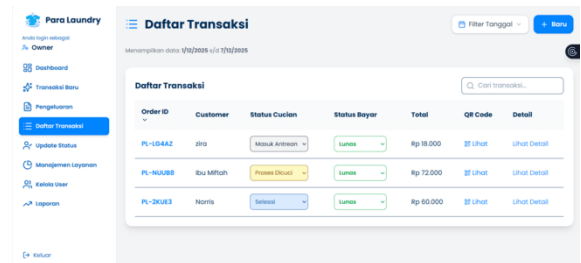 Para Laundry
Anda login sebagai
Owner
Dashboard
Transaksi Baru
Pengeluaran
Daftar Transaksi
Update Status
Manajemen Layanan
Kelola User
Laporan
Keluar
Daftar Transaksi
Filter Tanggal
+ Baru
Menampilkan data: 1/12/2025 s/d 7/12/2025
Daftar Transaksi
Cari transaksi...
Order ID Customer Status Cucian Status Bayar Total QR Code Detail
PL-LG4AZ zira Masuk Antrean Lunas Rp 18.000 Lihat Lihat Detail
PL-NUUBB Ibu Miftah Proses Dicuci Lunas Rp 72.000 Lihat Lihat Detail
PL-2KUE3 Norris Selesai Lunas Rp 60.000 Lihat Lihat Detail